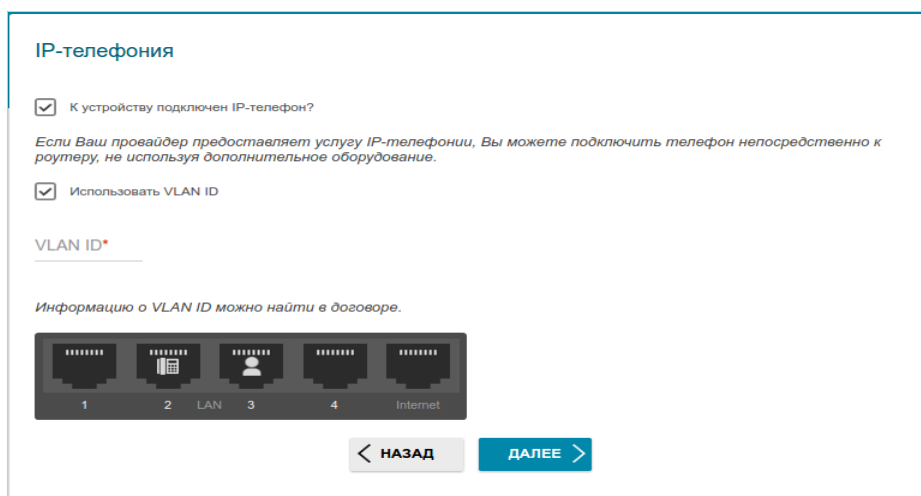 IP-телефония
К устройству подключен IP-телефон?
Если Ваш провайдер предоставляет услугу IP-телефонии, Вы можете подключить телефон непосредственно к
роутеру, не используя дополнительное оборудование.
Использовать VLAN ID
VLAN ID*
Информацию о VLAN ID можно найти в договоре.
1 2 LAN 3 4 Internet
НАЗАД ДАЛЕЕ